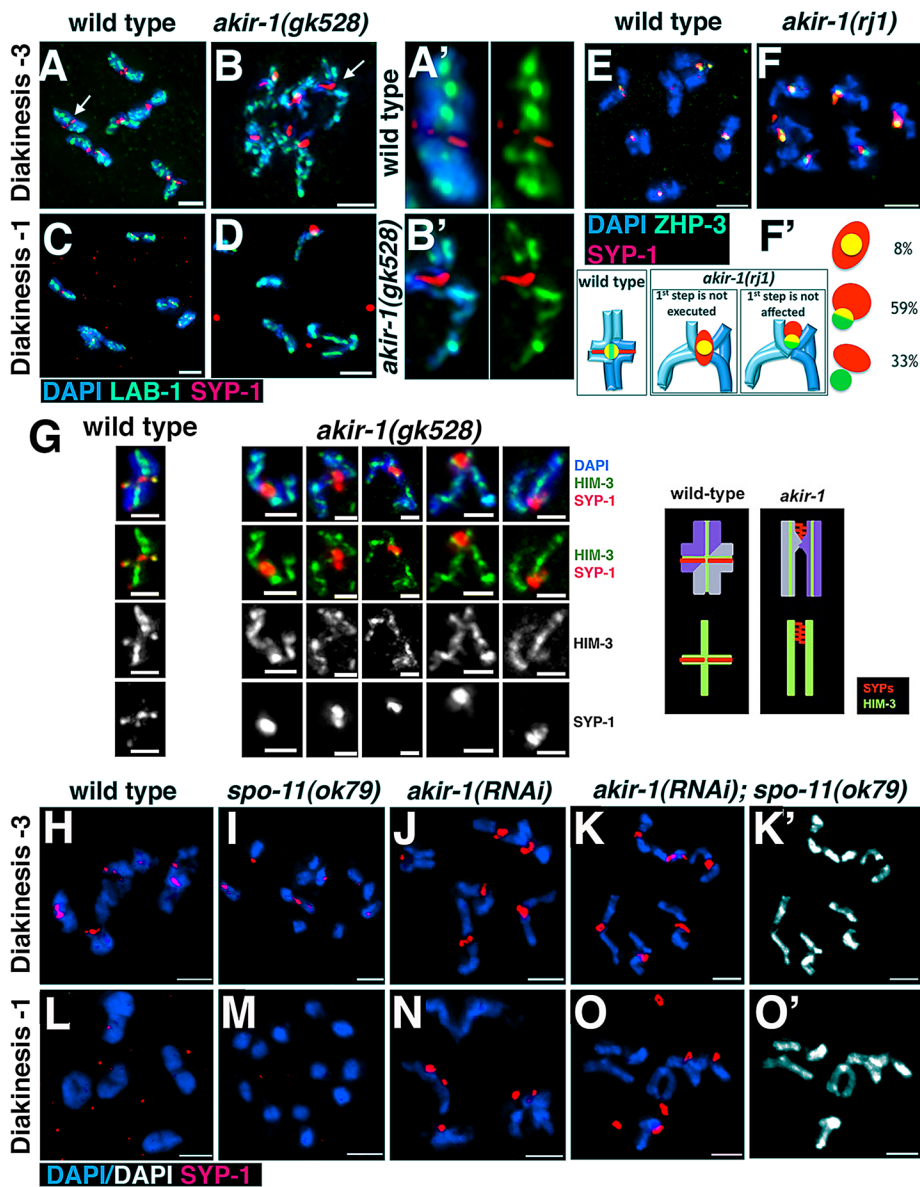 wild type
akir-1(gk528)
wild type
akir-1(rj1)
Diakinesis -3
A
B
A'
wild type
E
F
Diakinesis -1
C
D
B'
akir-1(gk528)
DAPI ZHP-3
SYP-1
F'
8%
59%
33%
wild type
akir-1(rj1)
1st step is not
executed
1st step is not
affected
DAPI LAB-1 SYP-1
G
wild type
akir-1(gk528)
DAPI
HIM-3
SYP-1
HIM-3
SYP-1
HIM-3
SYP-1
wild-type
akir-1
SYPs
HIM-3
wild type
spo-11(ok79)
akir-1(RNAi)
akir-1(RNAi); spo-11(ok79)
Diakinesis -3
H
I
J
K
K'
Diakinesis -1
L
M
N
O
O'
DAPI/DAPI SYP-1